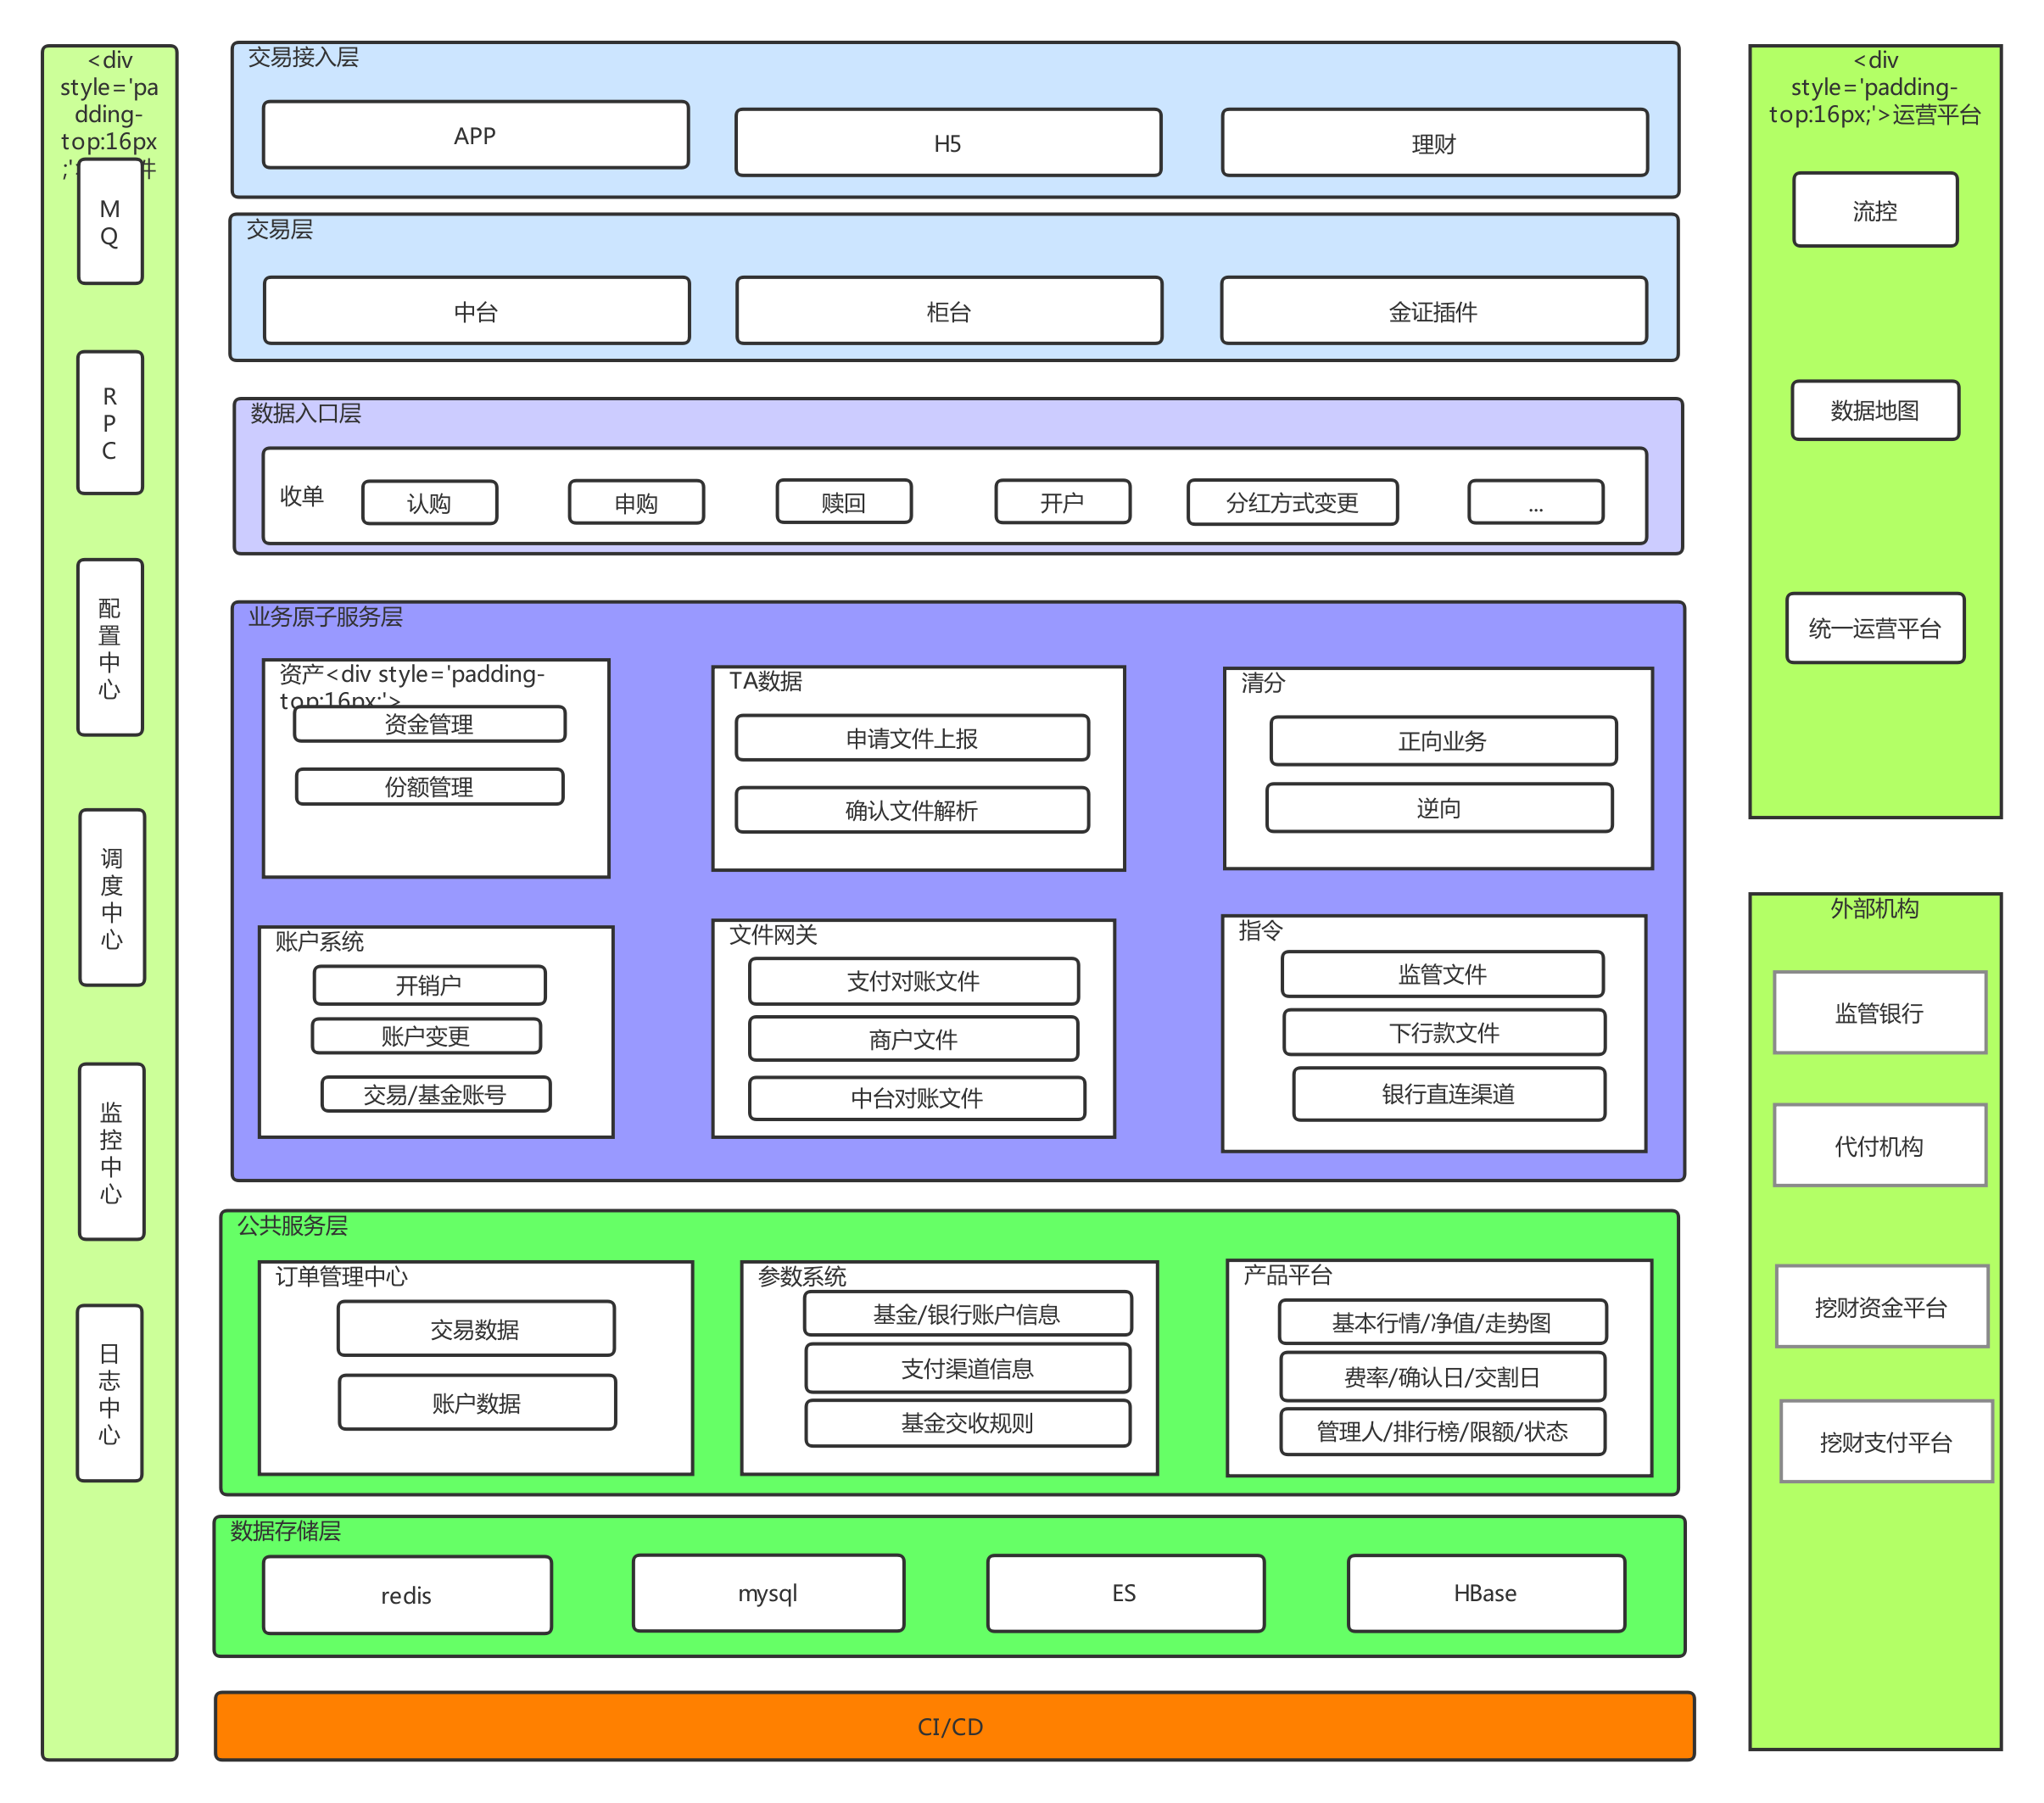 <div
style='pa
dding-
top:16px
;'>
件
M
Q
R
P
C
配
置
中
心
调
度
中
心
监
控
中
心
日
志
中
心
交易接入层
APP
H5
理财
交易层
中台
柜台
金证插件
数据入口层
收单
认购
申购
赎回
开户
分红方式变更
...
业务原子服务层
资产<div style='padding-
top:16px;'>
资金管理
份额管理
TA数据
申请文件上报
确认文件解析
清分
正向业务
逆向
账户系统
开销户
账户变更
交易/基金账号
文件网关
支付对账文件
商户文件
中台对账文件
指令
监管文件
下行款文件
银行直连渠道
公共服务层
订单管理中心
交易数据
账户数据
参数系统
基金/银行账户信息
支付渠道信息
基金交收规则
产品平台
基本行情/净值/走势图
费率/确认日/交割日
管理人/排行榜/限额/状态
数据存储层
redis
mysql
ES
HBase
CI/CD
<div
style='padding-
top:16px;'>运营平台
流控
数据地图
统一运营平台
外部机构
监管银行
代付机构
挖财资金平台
挖财支付平台